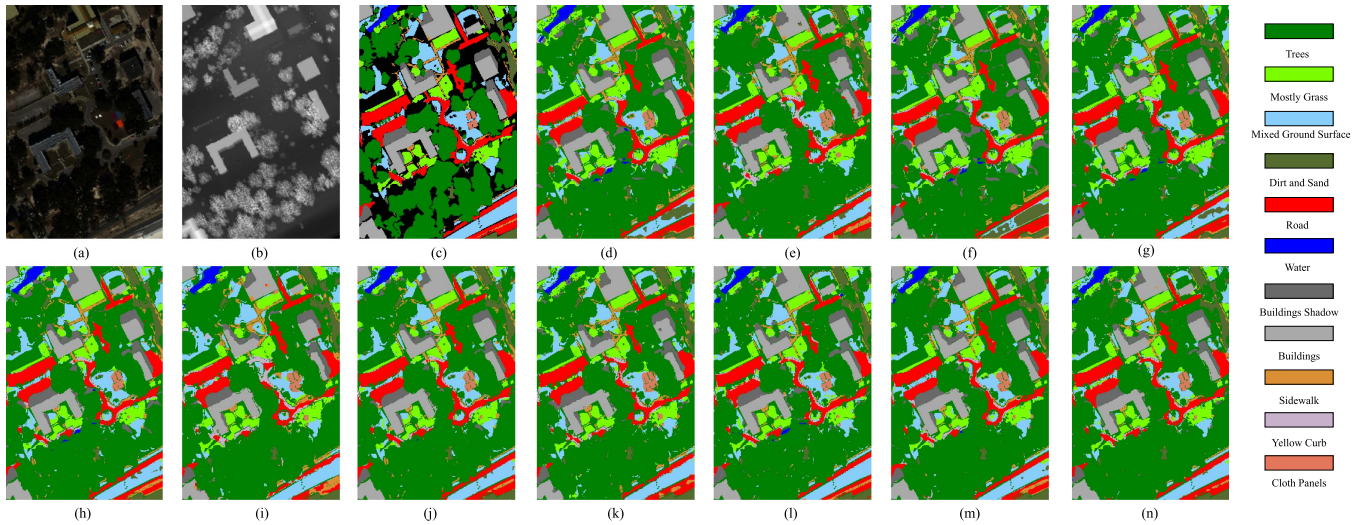 (a) (b) (c) (d) (e) (f) (g)
(h) (i) (j) (k) (l) (m) (n)
Trees
Mostly Grass
Mixed Ground Surface
Dirt and Sand
Road
Water
Buildings Shadow
Buildings
Sidewalk
Yellow Curb
Cloth Panels